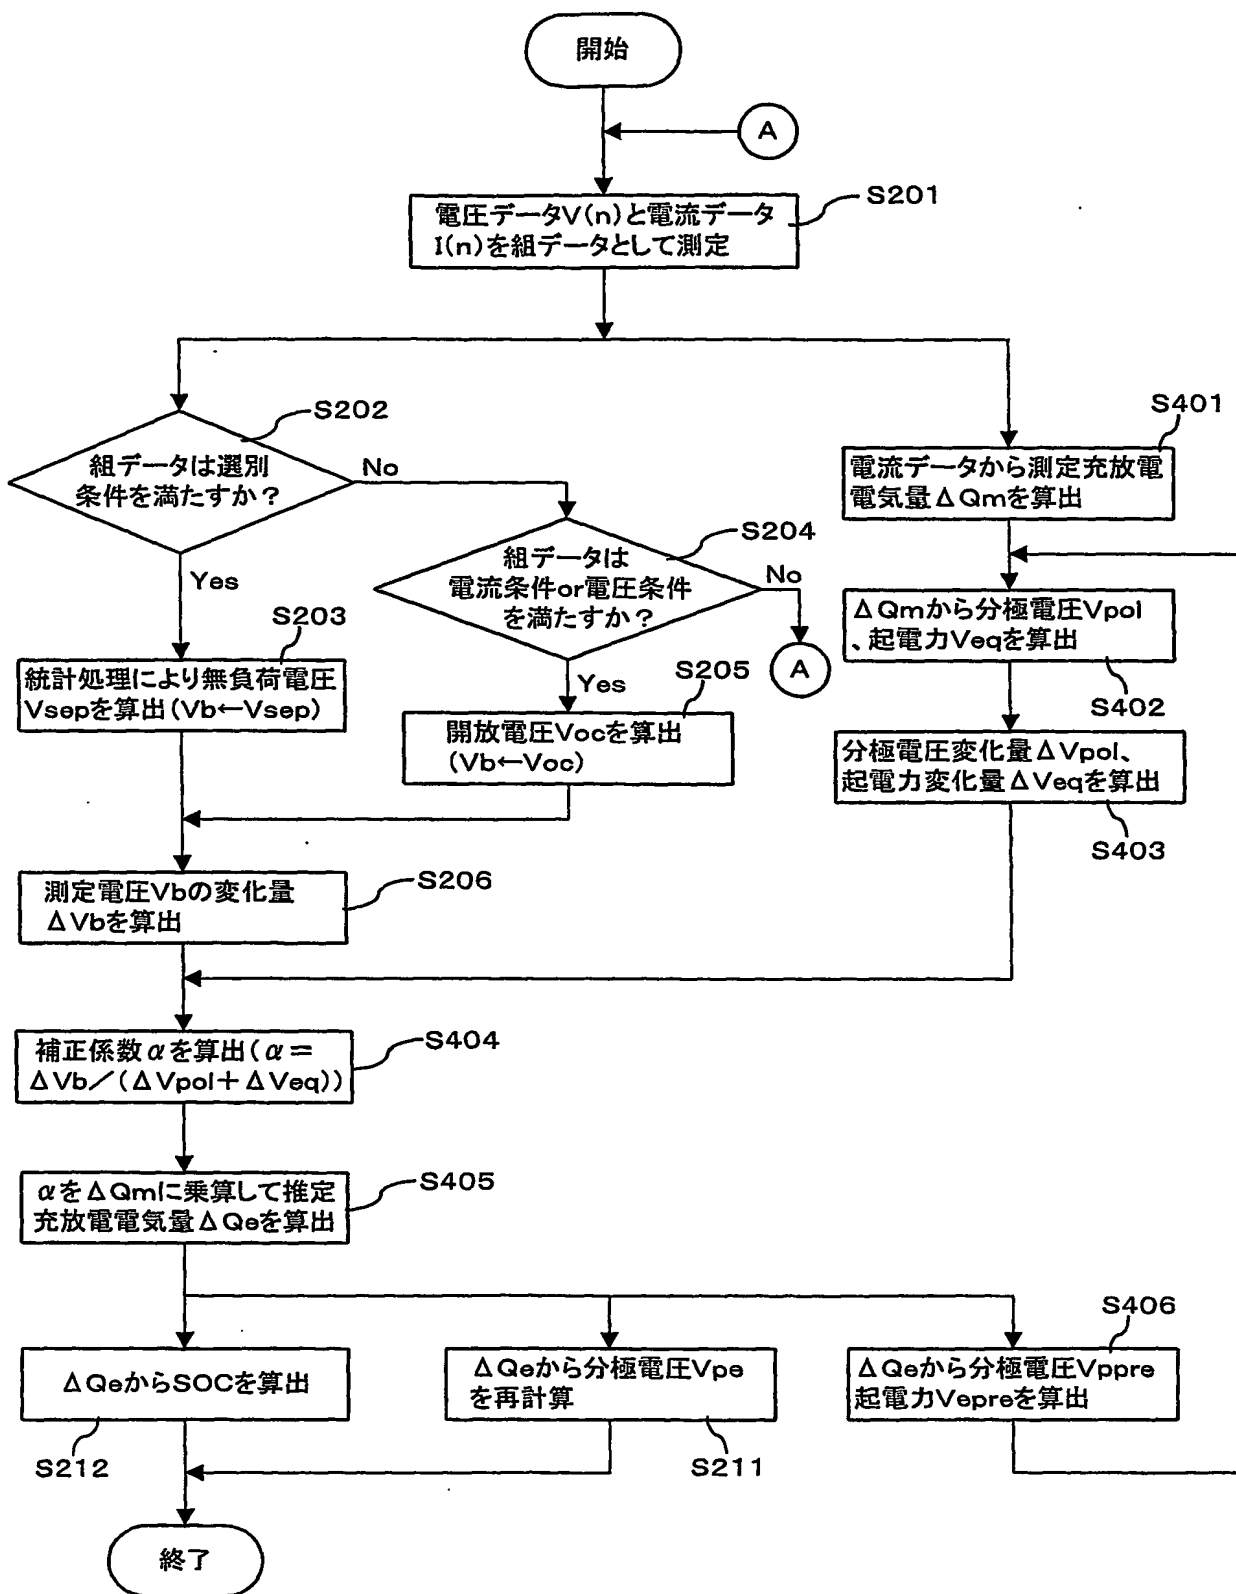 開始
A
S201
電圧データV(n)と電流データ
I(n)を組データとして測定
S202
組データは選別
条件を満たすか？
No
Yes
S204
組データは
電流条件or電圧条件
を満たすか？
No
A
Yes
S401
電流データから測定充放電
電気量ΔQmを算出
S203
統計処理により無負荷電圧
Vsepを算出(Vb←Vsep)
S205
開放電圧Vocを算出
(Vb←Voc)
ΔQmから分極電圧Vpol
、起電力Veqを算出
S402
分極電圧変化量ΔVpol、
起電力変化量ΔVeqを算出
S403
S206
測定電圧Vbの変化量
ΔVbを算出
S404
補正係数αを算出(α＝
ΔVb／(ΔVpol＋ΔVeq))
S405
αをΔQmに乗算して推定
充放電電気量ΔQeを算出
ΔQeからSOCを算出
S212
ΔQeから分極電圧Vpe
を再計算
S211
S406
ΔQeから分極電圧Vppre
起電力Vepreを算出
終了